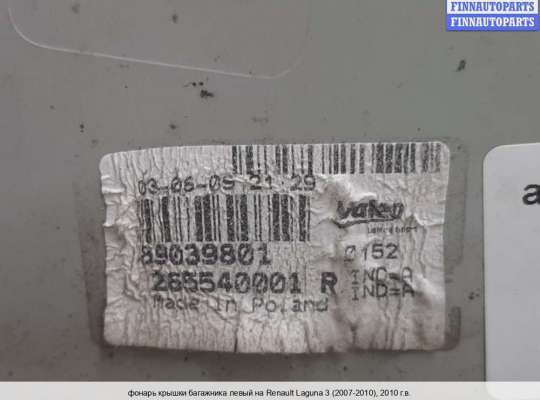 FINNAUTOPARTS
FINNAUTOPARTS
03-06-09 21 29
Valeo
89039801
0152
265540001 R
IND=A
IND=A
Made In Poland
a
фонарь крышки багажника левый на Renault Laguna 3 (2007-2010), 2010 г.в.